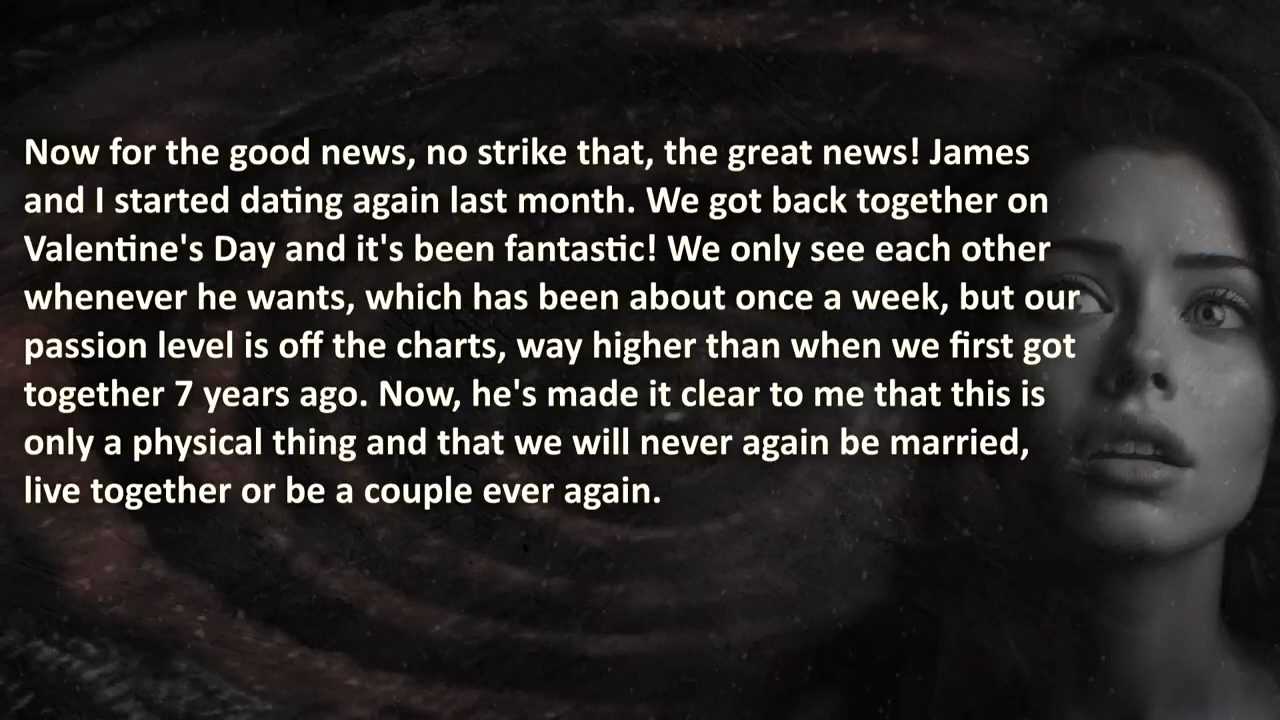 Now for the good news, no strike that, the great news! James
and I started dating again last month. We got back together on
Valentine's Day and it's been fantastic! We only see each other
whenever he wants, which has been about once a week, but our
passion level is off the charts, way higher than when we first got
together 7 years ago. Now, he's made it clear to me that this is
only a physical thing and that we will never again be married,
live together or be a couple ever again.